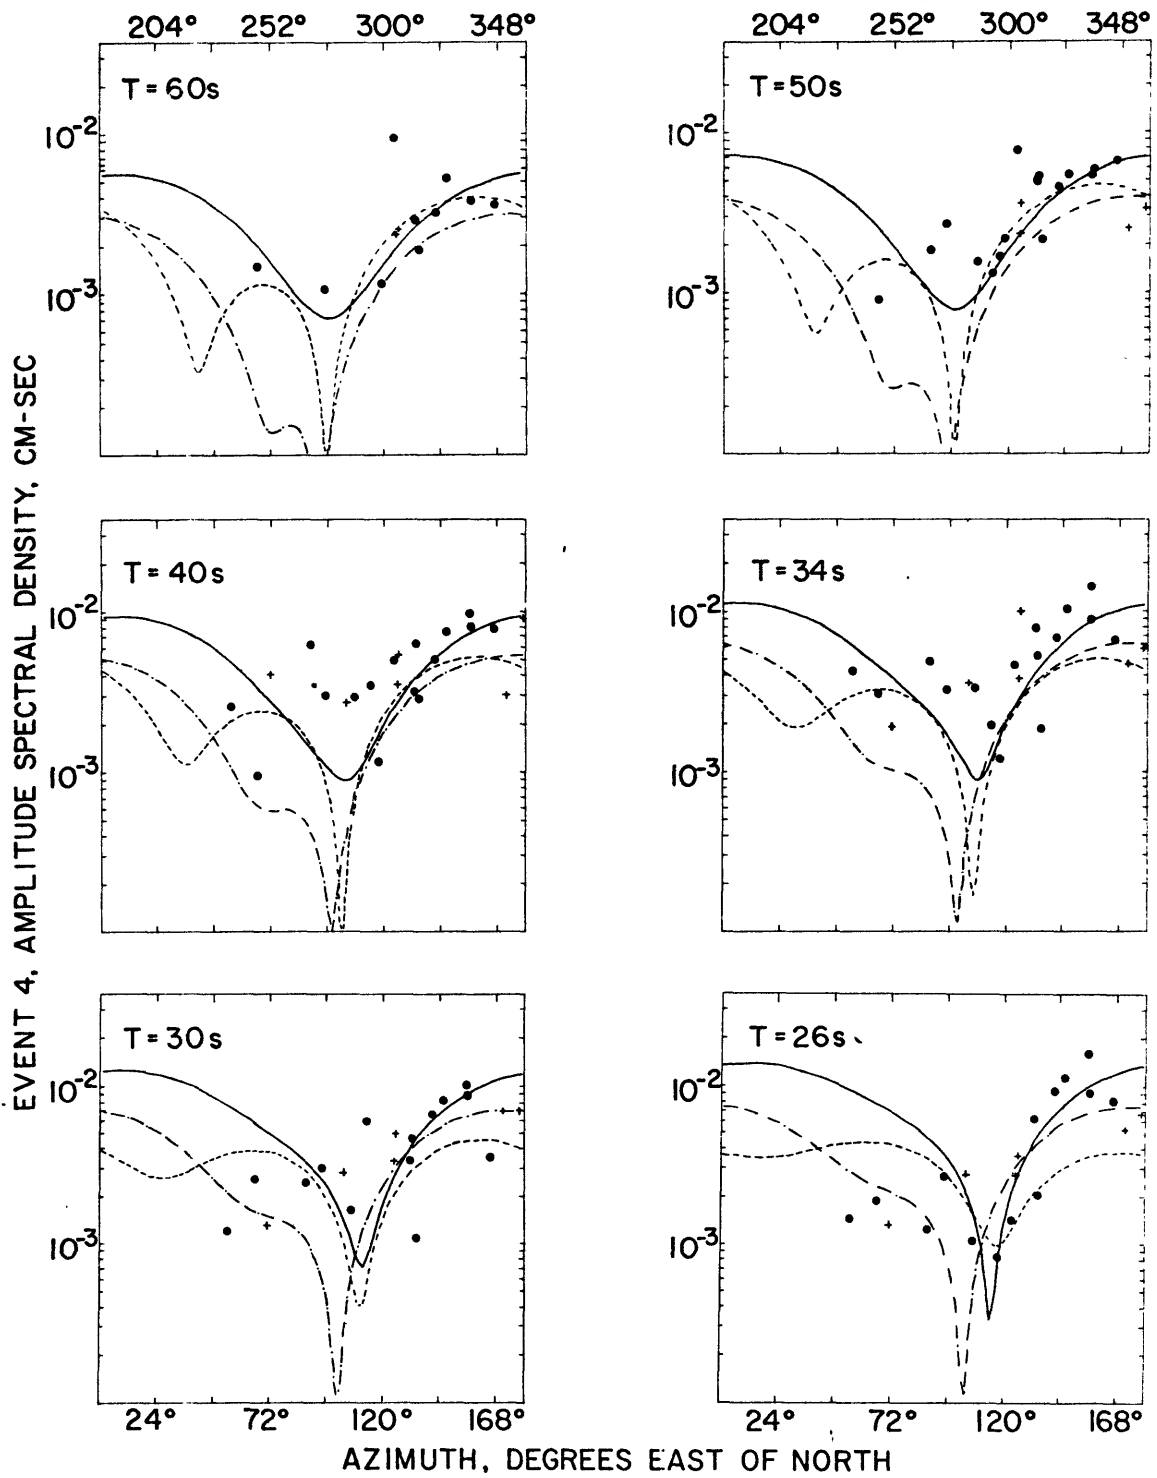 204° 252° 300° 348°
204° 252° 300° 348°
T = 60s
T = 50s
10-2
10-3
10-2
10-3
T = 40s
T = 34s
10-2
10-3
10-2
10-3
T = 30s
T = 26s
10-2
10-3
10-2
10-3
24° 72° 120° 168°
24° 72° 120° 168°
EVENT 4, AMPLITUDE SPECTRAL DENSITY, CM-SEC
AZIMUTH, DEGREES EAST OF NORTH